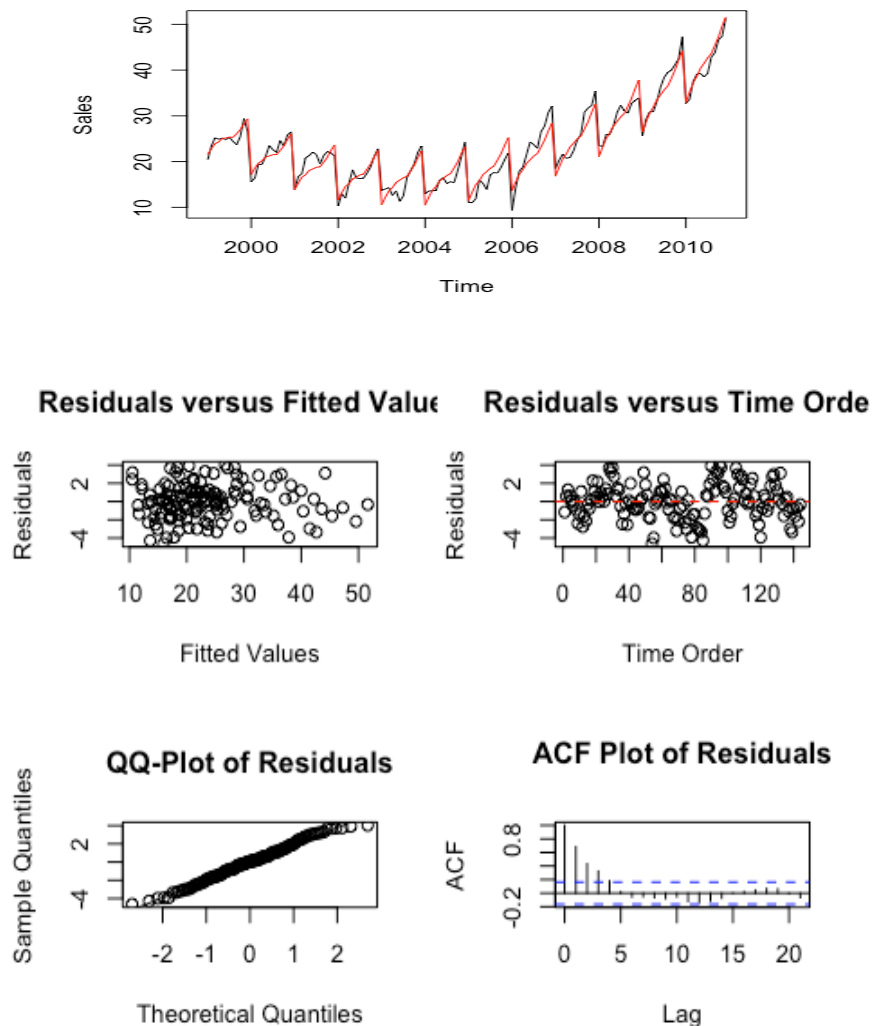 Sales
50
40
30
20
10
2000 2002 2004 2006 2008 2010
Time
Residuals versus Fitted Value
Residuals
2
-4
10 20 30 40 50
Fitted Values
Residuals versus Time Orde
Residuals
2
-4
0 40 80 120
Time Order
QQ-Plot of Residuals
Sample Quantiles
2
-4
-2 -1 0 1 2
Theoretical Quantiles
ACF Plot of Residuals
ACF
0.8
-0.2
0 5 10 15 20
Lag